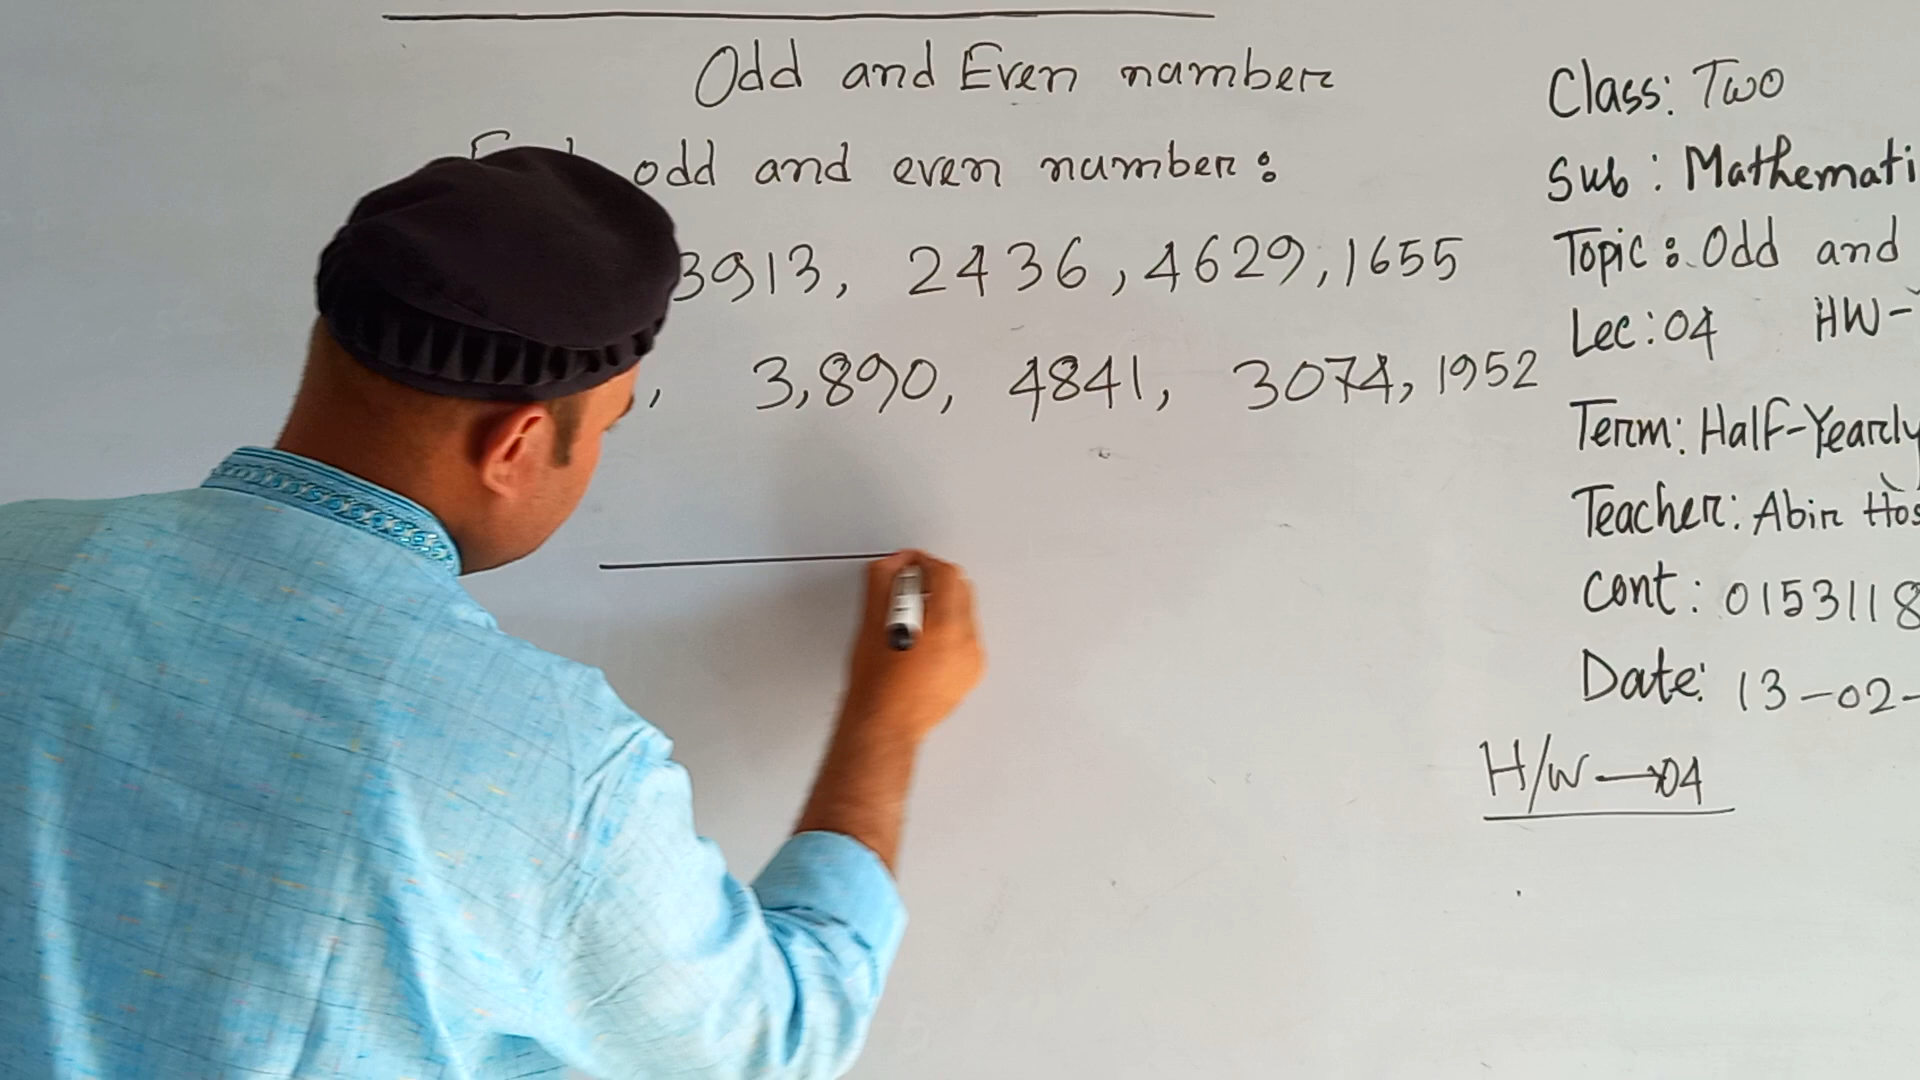 Odd and Even number
odd and even number:
3913, 2436, 4629, 1655
, 3,890, 4841, 3074, 1952
Class: Two
Sub: Mathemati
Topic: Odd and
Lec: 04 HW-
Term: Half-Yearly
Teacher: Abir Hos
Cont: 0153118
Date: 13-02-
H/W→04